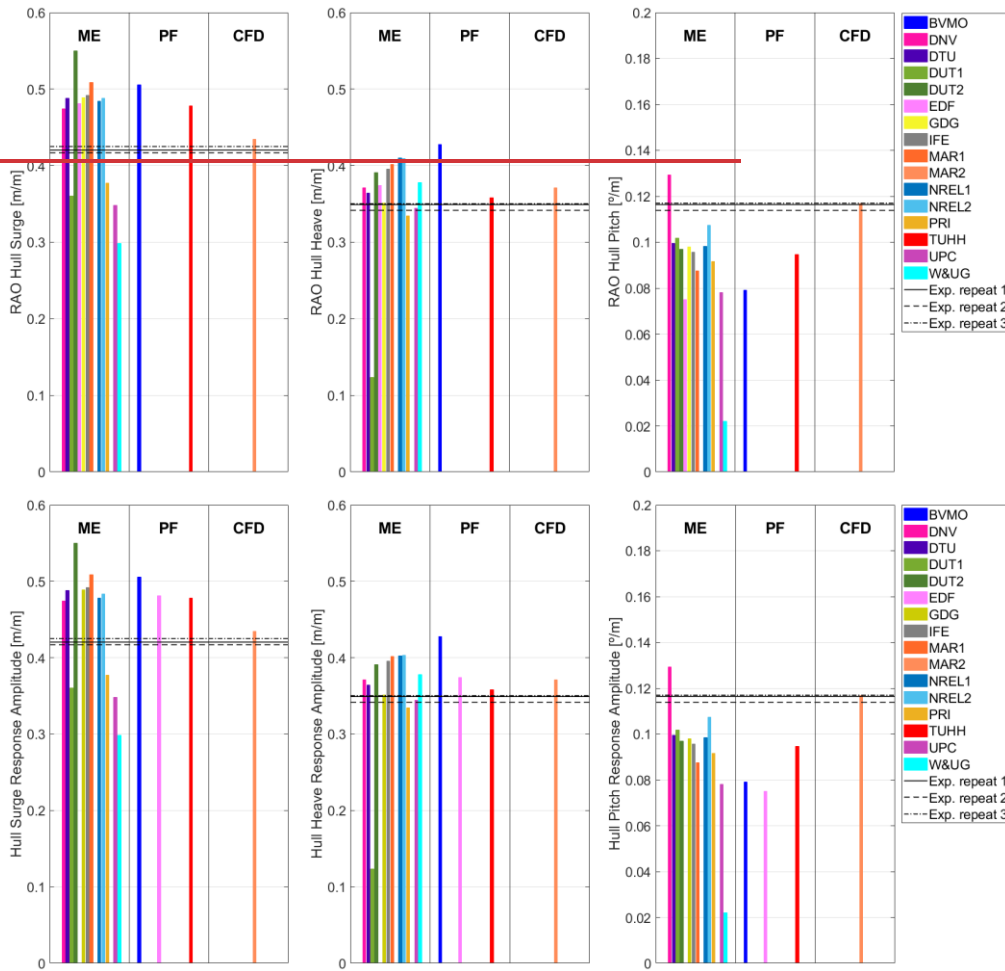 ME PF CFD
RAO Hull Surge [m/m]
0.6
0.5
0.4
0.3
0.2
0.1
0
ME PF CFD
RAO Hull Heave [m/m]
0.6
0.5
0.4
0.3
0.2
0.1
0
ME PF CFD
RAO Hull Pitch [º/m]
0.2
0.18
0.16
0.14
0.12
0.1
0.08
0.06
0.04
0.02
0
BVMO
DNV
DTU
DUT1
DUT2
EDF
GDG
IFE
MAR1
MAR2
NREL1
NREL2
PRI
TUHH
UPC
W&UG
Exp. repeat 1
Exp. repeat 2
Exp. repeat 3
ME PF CFD
Hull Surge Response Amplitude [m/m]
0.6
0.5
0.4
0.3
0.2
0.1
0
ME PF CFD
Hull Heave Response Amplitude [m/m]
0.6
0.5
0.4
0.3
0.2
0.1
0
ME PF CFD
Hull Pitch Response Amplitude [º/m]
0.2
0.18
0.16
0.14
0.12
0.1
0.08
0.06
0.04
0.02
0
BVMO
DNV
DTU
DUT1
DUT2
EDF
GDG
IFE
MAR1
MAR2
NREL1
NREL2
PRI
TUHH
UPC
W&UG
Exp. repeat 1
Exp. repeat 2
Exp. repeat 3